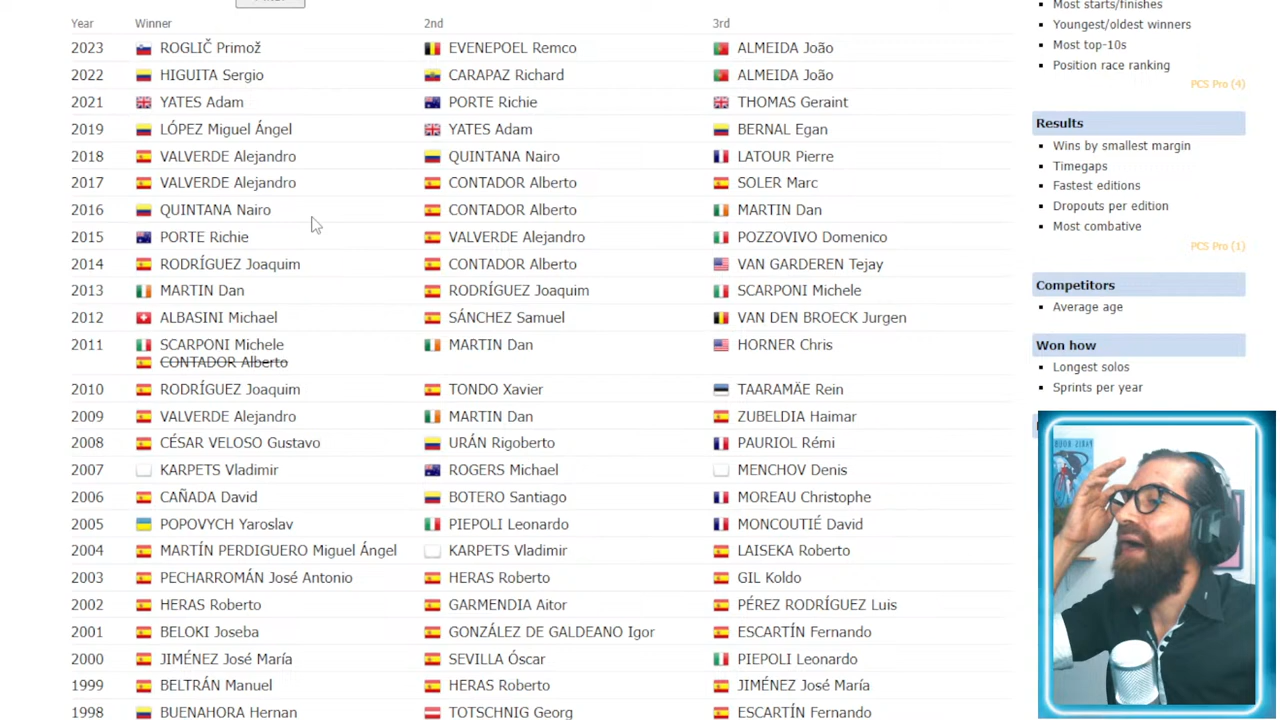 Year Winner 2nd 3rd
2023 ROGLIČ Primož EVENEPOEL Remco ALMEIDA João
2022 HIGUITA Sergio CARAPAZ Richard ALMEIDA João
2021 YATES Adam PORTE Richie THOMAS Geraint
2019 LÓPEZ Miguel Ángel YATES Adam BERNAL Egan
2018 VALVERDE Alejandro QUINTANA Nairo LATOUR Pierre
2017 VALVERDE Alejandro CONTADOR Alberto SOLER Marc
2016 QUINTANA Nairo CONTADOR Alberto MARTIN Dan
2015 PORTE Richie VALVERDE Alejandro POZZOVIVO Domenico
2014 RODRÍGUEZ Joaquim CONTADOR Alberto VAN GARDEREN Tejay
2013 MARTIN Dan RODRÍGUEZ Joaquim SCARPONI Michele
2012 ALBASINI Michael SÁNCHEZ Samuel VAN DEN BROECK Jurgen
2011 SCARPONI Michele MARTIN Dan HORNER Chris
CONTADOR Alberto
2010 RODRÍGUEZ Joaquim TONDO Xavier TAARAMÄE Rein
2009 VALVERDE Alejandro MARTIN Dan ZUBELDIA Haimar
2008 CÉSAR VELOSO Gustavo URÁN Rigoberto PAURIOL Rémi
2007 KARPETS Vladimir ROGERS Michael MENCHOV Denis
2006 CAÑADA David BOTERO Santiago MOREAU Christophe
2005 POPOVYCH Yaroslav PIEPOLI Leonardo MONCOUTIÉ David
2004 MARTÍN PERDIGUERO Miguel Ángel KARPETS Vladimir LAISEKA Roberto
2003 PECHARROMÁN José Antonio HERAS Roberto GIL Koldo
2002 HERAS Roberto GARMENDIA Aitor PÉREZ RODRÍGUEZ Luis
2001 BELOKI Joseba GONZÁLEZ DE GALDEANO Igor ESCARTÍN Fernando
2000 JIMÉNEZ José María SEVILLA Óscar PIEPOLI Leonardo
1999 BELTRÁN Manuel HERAS Roberto JIMÉNEZ José María
1998 BUENAHORA Hernan TOTSCHNIG Georg ESCARTÍN Fernando
Most starts/finishes
Youngest/oldest winners
Most top-10s
Position race ranking
PCS Pro (4)
Results
Wins by smallest margin
Timegaps
Fastest editions
Dropouts per edition
Most combative
PCS Pro (1)
Competitors
Average age
Won how
Longest solos
Sprints per year